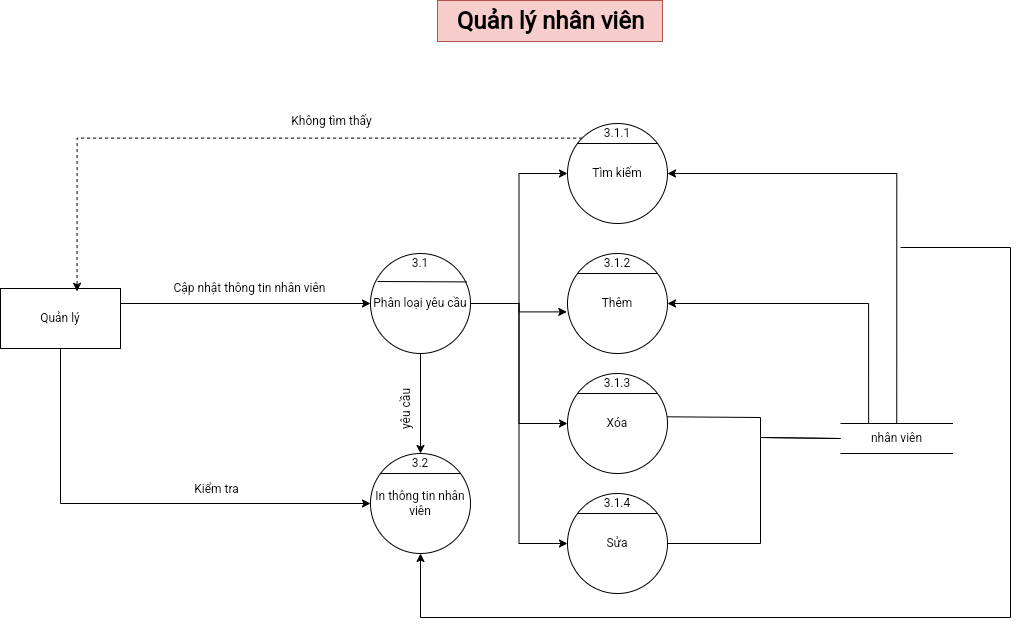 Quản lý nhân viên
Không tìm thấy
3.1.1
Tìm kiếm
3.1
3.1.2
Cập nhật thông tin nhân viên
Phân loại yêu cầu
Thêm
Quản lý
3.1.3
yêu cầu
Xóa
nhân viên
3.2
Kiểm tra
In thông tin nhân
viên
3.1.4
Sửa